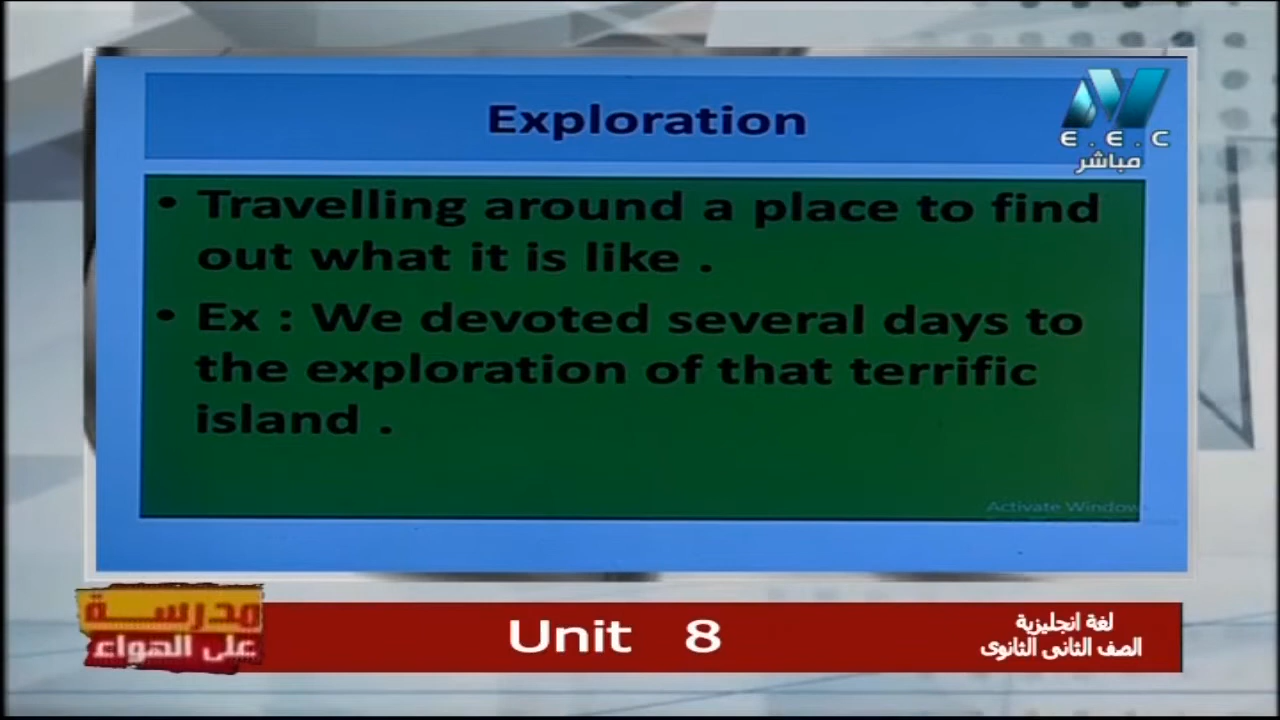 Exploration
E . E . C
مباشر
• Travelling around a place to find
out what it is like .
• Ex : We devoted several days to
the exploration of that terrific
island .
Activate Window
مدرسة
على الهواء
Unit 8
لغة انجليزية
الصف الثانى الثانوى